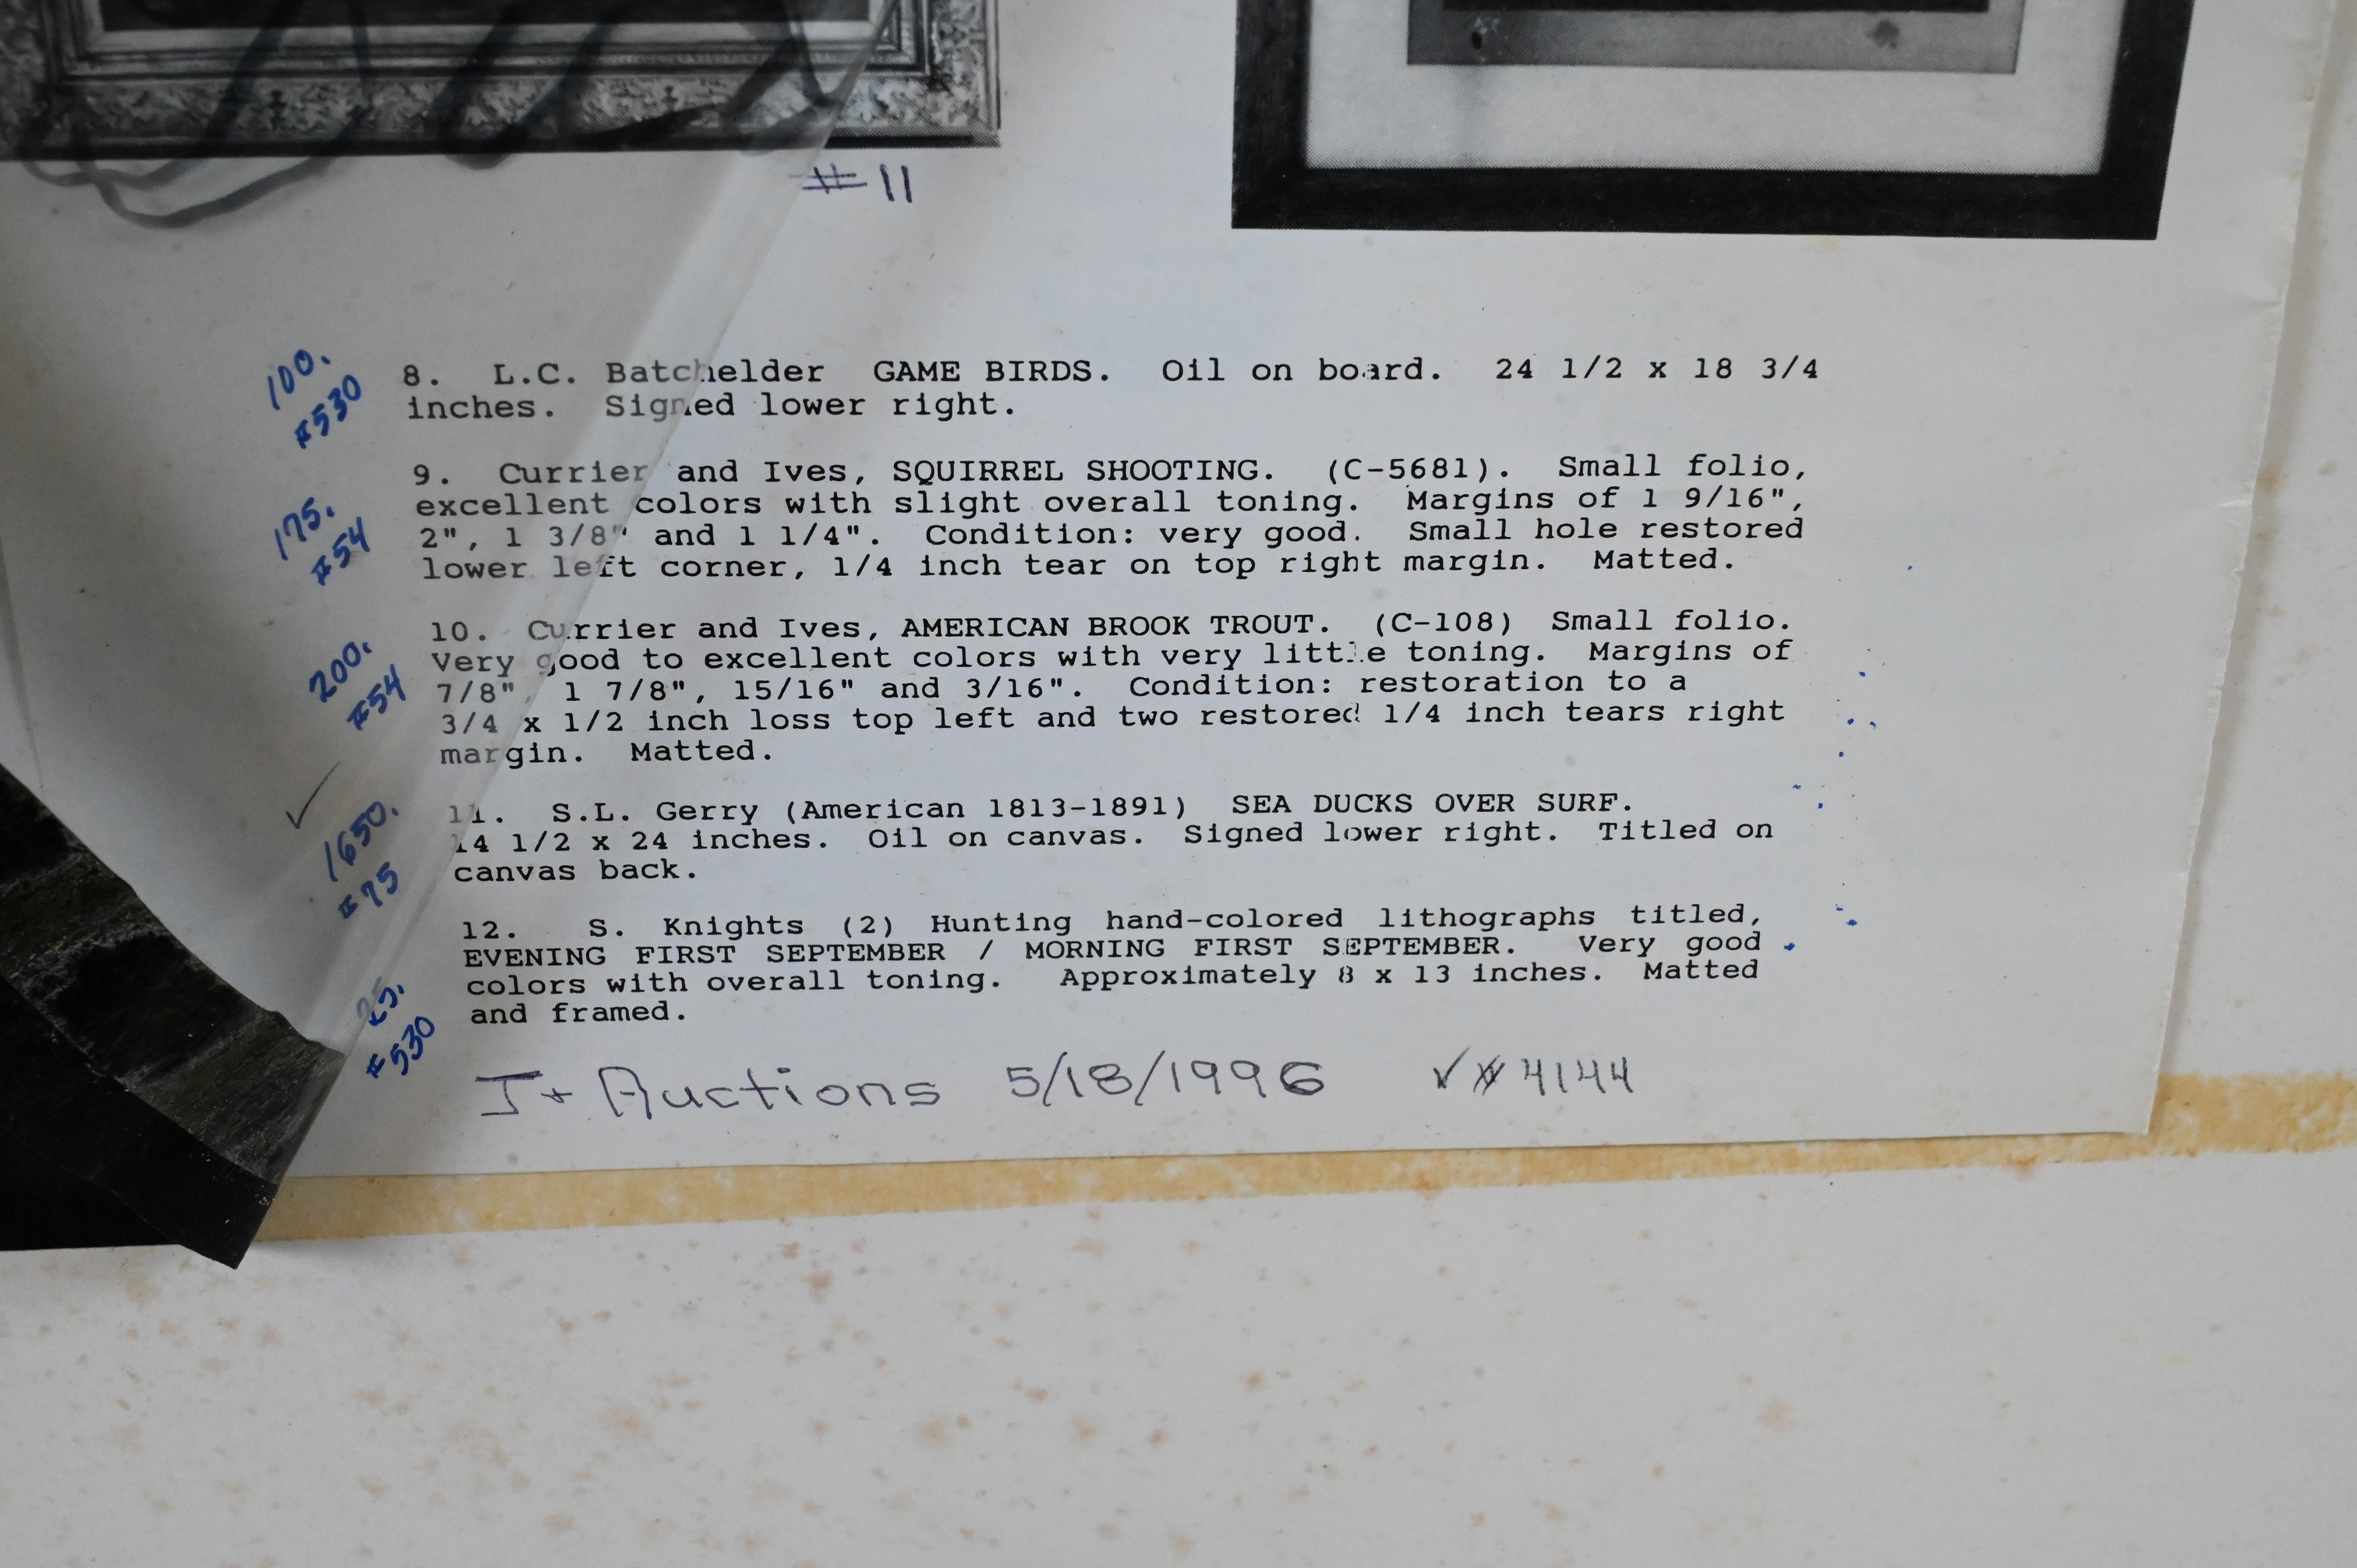 #11
100.
#530
8. L.C. Batchelder GAME BIRDS. Oil on board. 24 1/2 x 18 3/4
inches. Signed lower right.
175.
#54
9. Currier and Ives, SQUIRREL SHOOTING. (C-5681). Small folio,
excellent colors with slight overall toning. Margins of 1 9/16",
2", 1 3/8" and 1 1/4". Condition: very good. Small hole restored
lower left corner, 1/4 inch tear on top right margin. Matted.
200.
#54
10. Currier and Ives, AMERICAN BROOK TROUT. (C-108) Small folio.
Very good to excellent colors with very little toning. Margins of
7/8", 1 7/8", 15/16" and 3/16". Condition: restoration to a
3/4 x 1/2 inch loss top left and two restored 1/4 inch tears right
margin. Matted.
✓
1650.
#75
11. S.L. Gerry (American 1813-1891) SEA DUCKS OVER SURF.
14 1/2 x 24 inches. Oil on canvas. Signed lower right. Titled on
canvas back.
25.
#530
12. S. Knights (2) Hunting hand-colored lithographs titled,
EVENING FIRST SEPTEMBER / MORNING FIRST SEPTEMBER. Very good
colors with overall toning. Approximately 8 x 13 inches. Matted
and framed.
Auctions 5/18/1996 ✓ # 4144